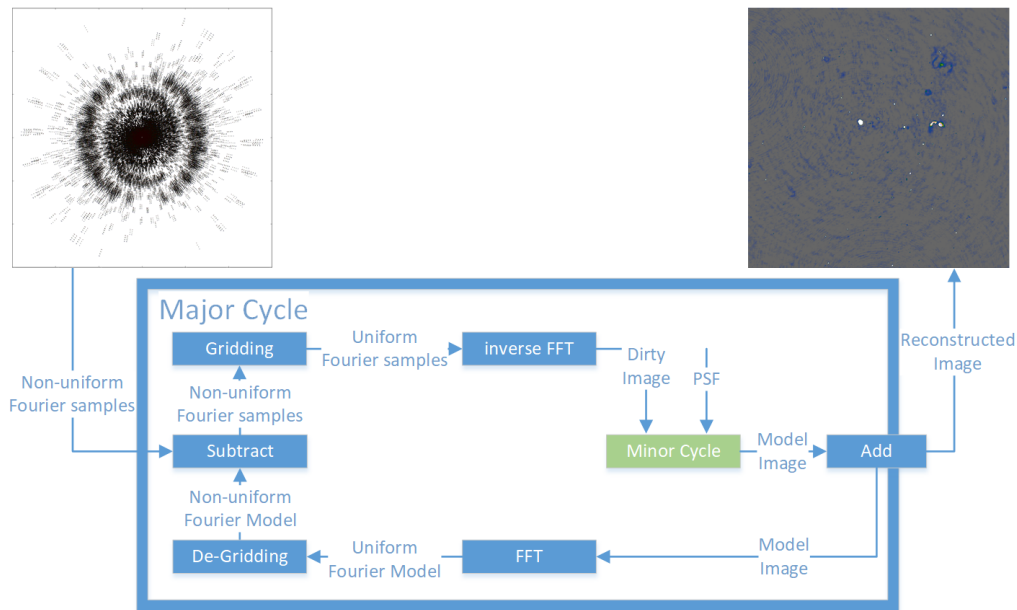 Major Cycle
Gridding
Uniform
Fourier samples
inverse FFT
Dirty
Image
PSF
Reconstructed
Image
Non-uniform
Fourier samples
Non-uniform
Fourier samples
Subtract
Minor Cycle
Model
Image
Add
Non-uniform
Fourier Model
De-Gridding
Uniform
Fourier Model
FFT
Model
Image